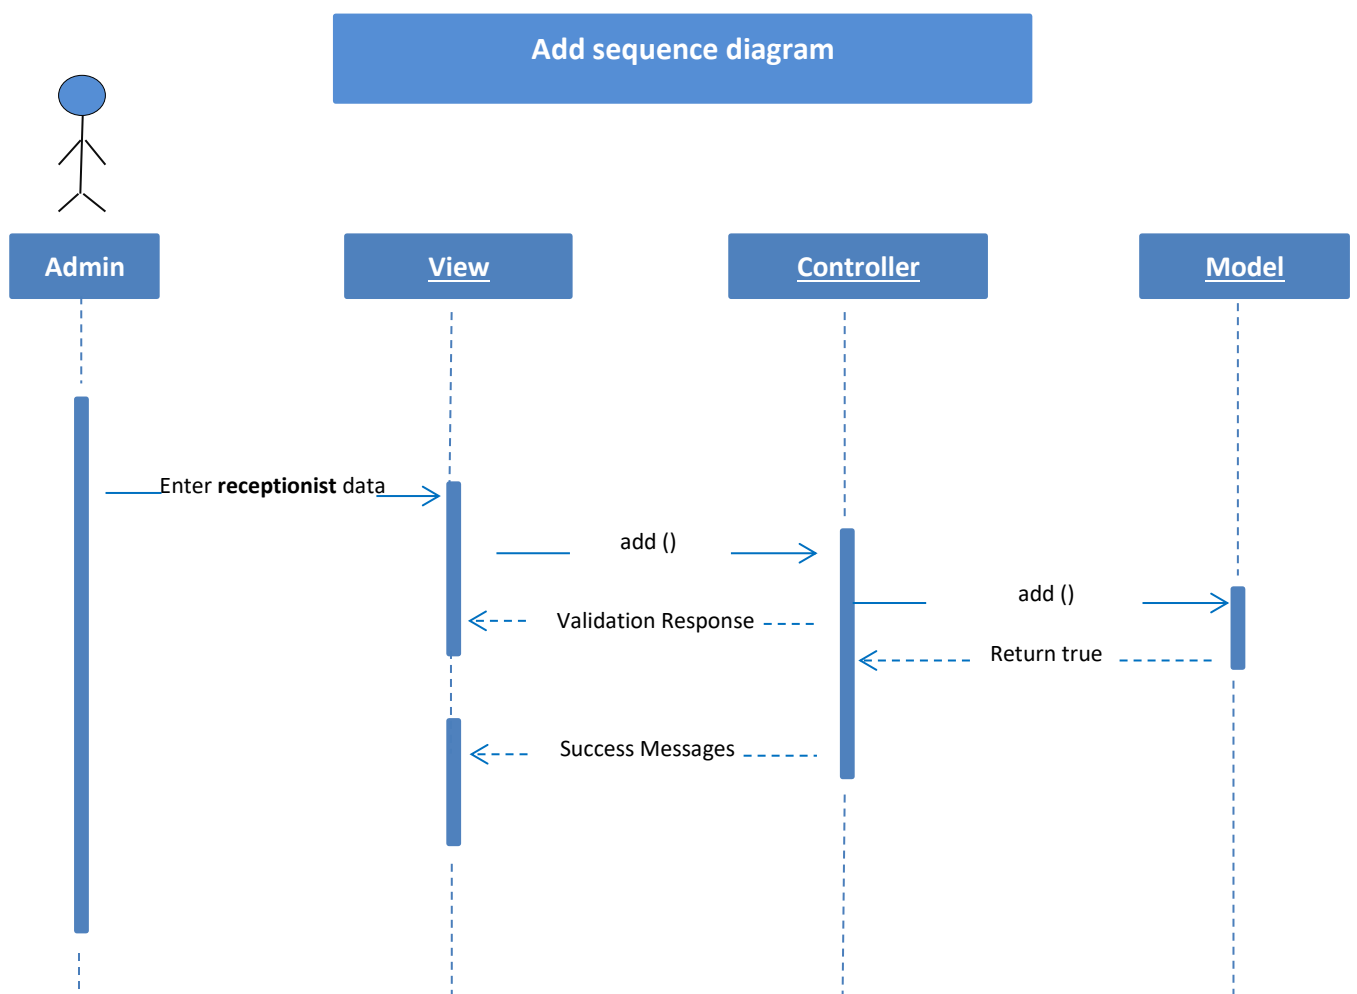 Add sequence diagram
Admin
View
Controller
Model
Enter receptionist data
add ()
add ()
Validation Response
Return true
Success Messages